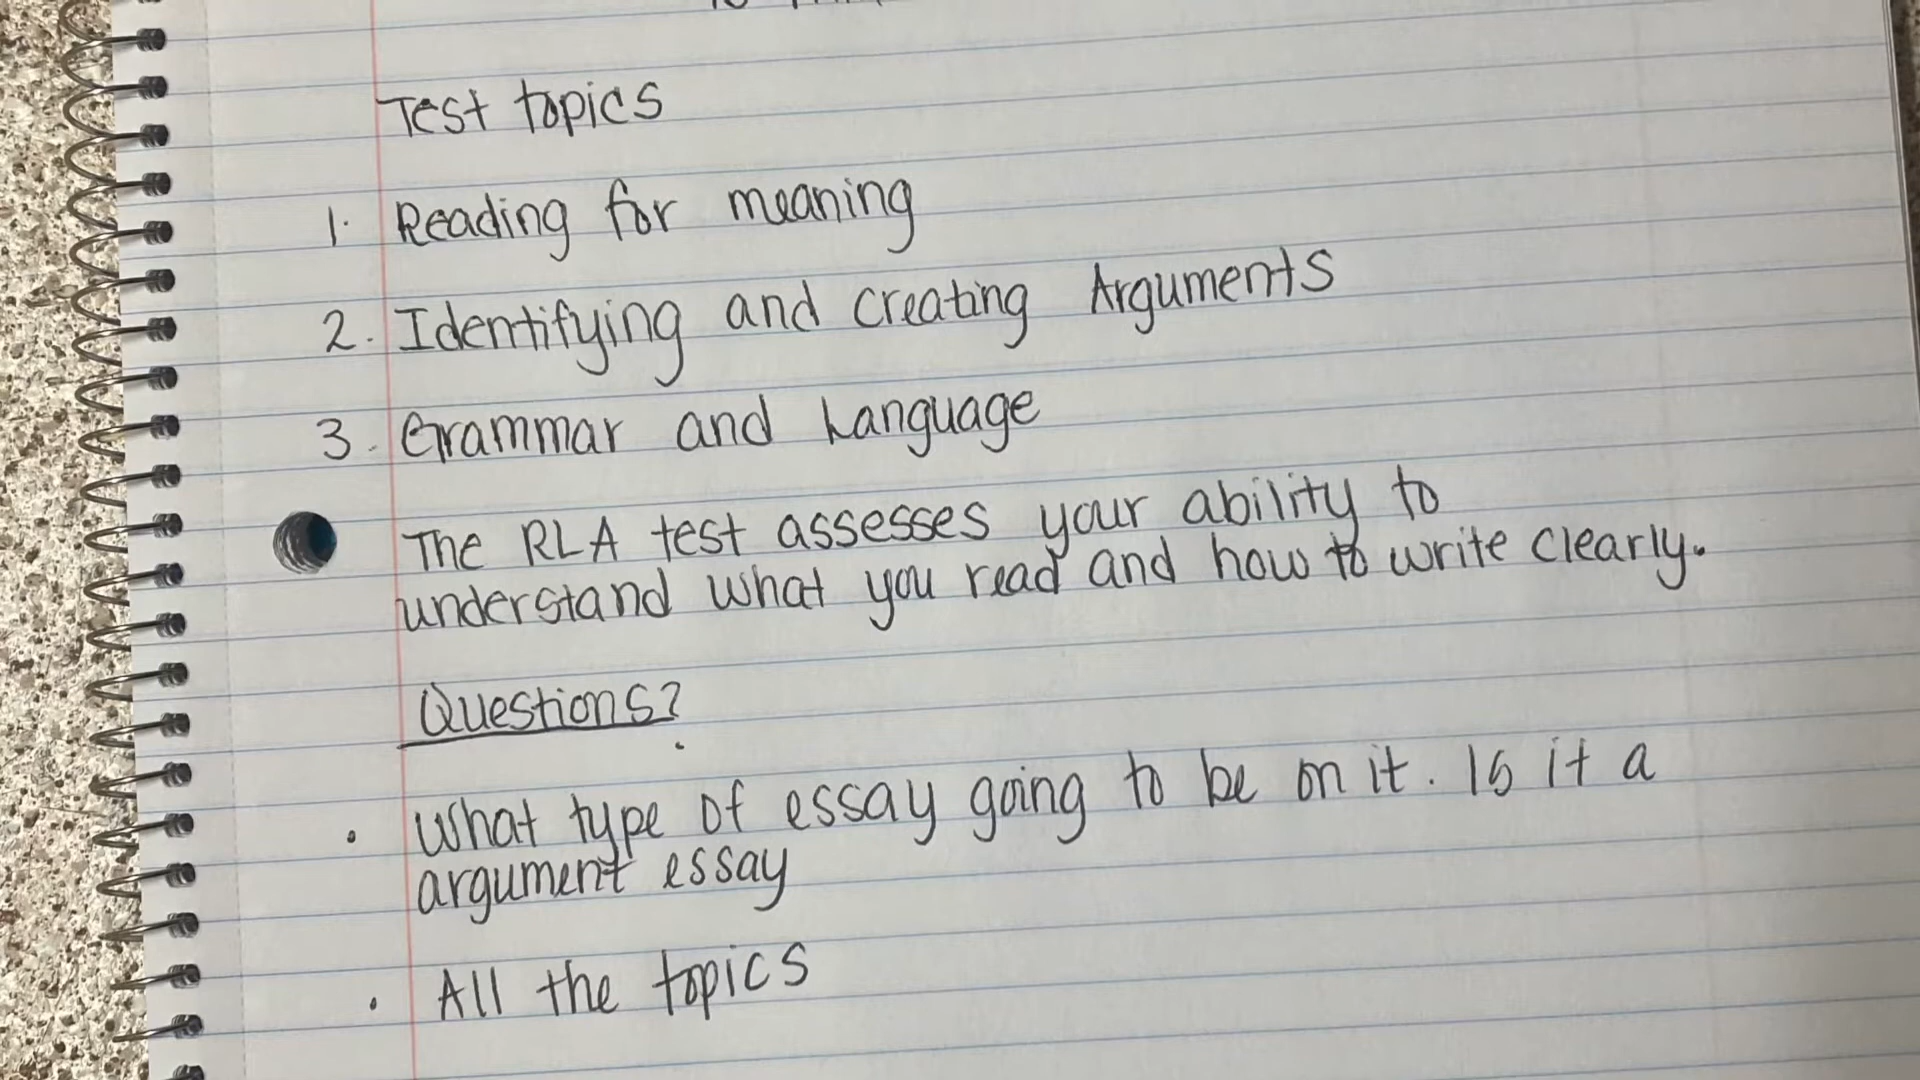 Test topics
1. Reading for meaning
2. Identifying and creating Arguments
3. Grammar and Language
The RLA test assesses your ability to
understand what you read and how to write clearly.
Questions?
• What type of essay going to be on it. Is it a
argument essay
• All the topics